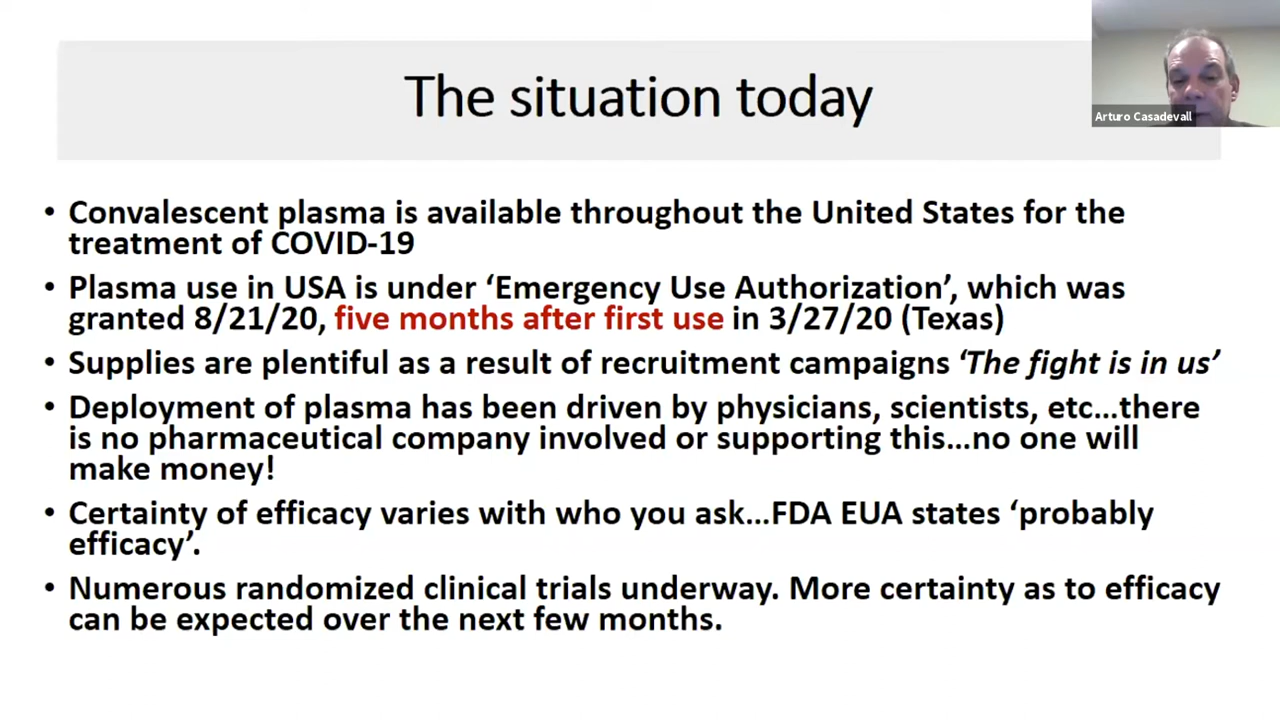 The situation today
Arturo Casadevall
• Convalescent plasma is available throughout the United States for the
treatment of COVID-19
• Plasma use in USA is under ‘Emergency Use Authorization’, which was
granted 8/21/20, five months after first use in 3/27/20 (Texas)
• Supplies are plentiful as a result of recruitment campaigns ‘The fight is in us’
• Deployment of plasma has been driven by physicians, scientists, etc…there
is no pharmaceutical company involved or supporting this…no one will
make money!
• Certainty of efficacy varies with who you ask…FDA EUA states ‘probably
efficacy’.
• Numerous randomized clinical trials underway. More certainty as to efficacy
can be expected over the next few months.